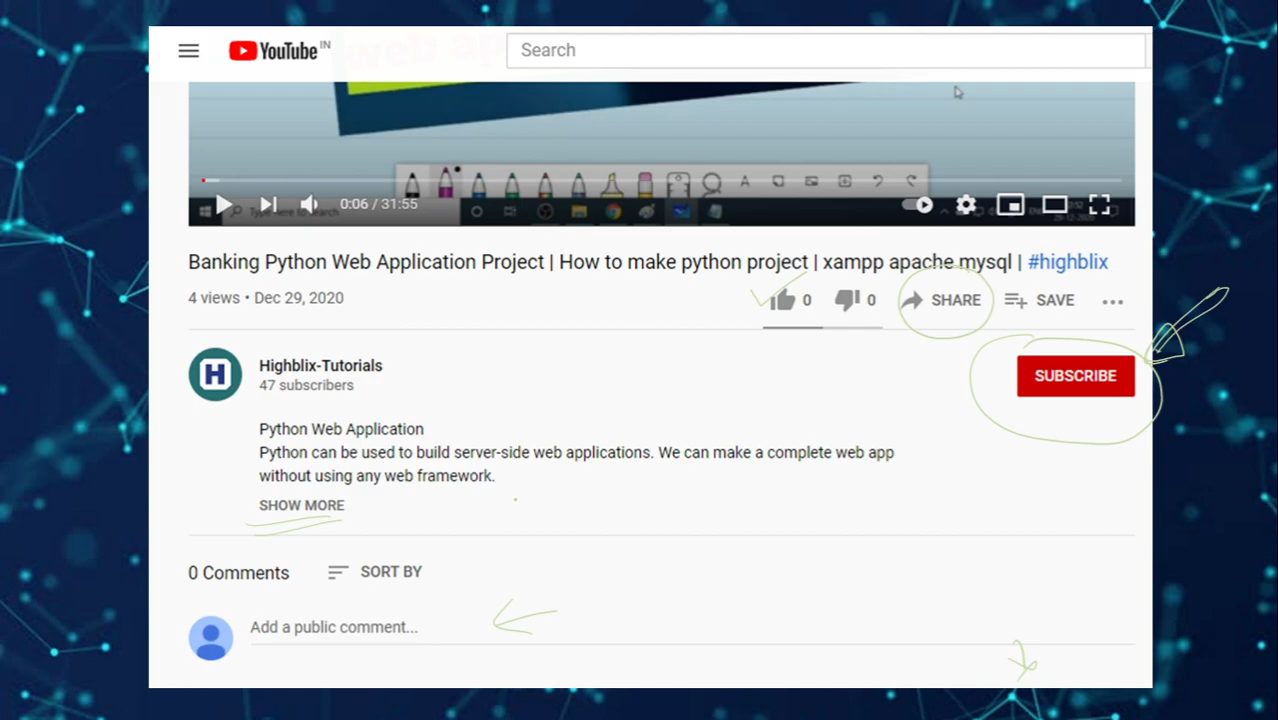 YouTube IN
Search
0:06 / 31:55
Banking Python Web Application Project | How to make python project | xampp apache mysql | #highblix
4 views • Dec 29, 2020
0 0 SHARE SAVE
H
Highblix-Tutorials
47 subscribers
SUBSCRIBE
Python Web Application
Python can be used to build server-side web applications. We can make a complete web app
without using any web framework.
SHOW MORE
0 Comments SORT BY
Add a public comment...